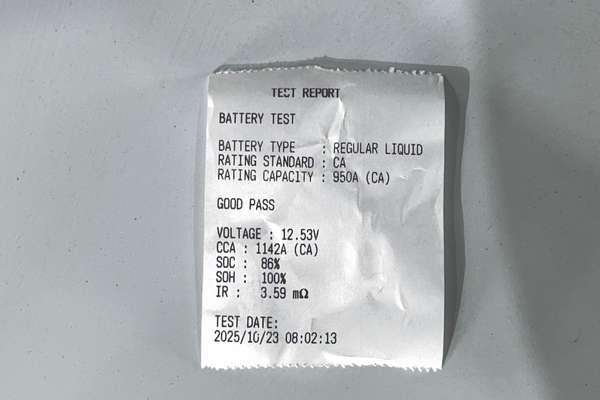 TEST REPORT
BATTERY TEST
BATTERY TYPE : REGULAR LIQUID
RATING STANDARD : CA
RATING CAPACITY : 950A (CA)
GOOD PASS
VOLTAGE : 12.53V
CCA : 1142A (CA)
SOC : 86%
SOH : 100%
IR : 3.59 mΩ
TEST DATE:
2025/10/23 08:02:13